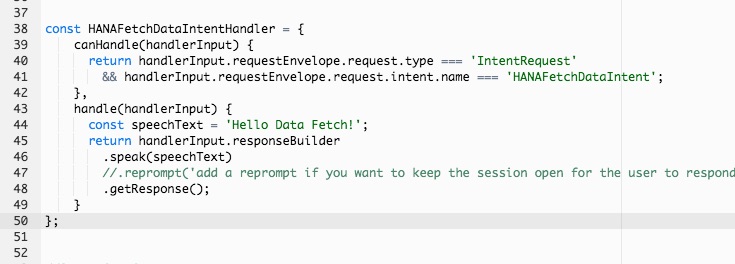 37
38 const HANAFetchDataIntentHandler = {
39     canHandle(handlerInput) {
40       return handlerInput.requestEnvelope.request.type === 'IntentRequest'
41         && handlerInput.requestEnvelope.request.intent.name === 'HANAFetchDataIntent';
42     },
43     handle(handlerInput) {
44       const speechText = 'Hello Data Fetch!';
45       return handlerInput.responseBuilder
46         .speak(speechText)
47         //.reprompt('add a reprompt if you want to keep the session open for the user to respond
48         .getResponse();
49     }
50 };
51
52